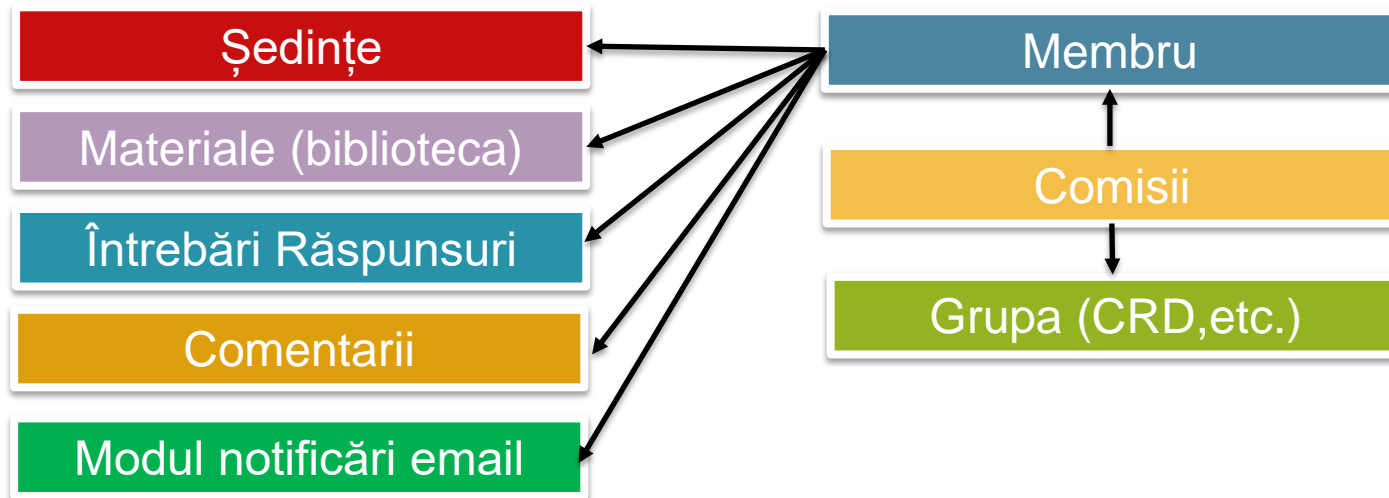 Ședințe
Materiale (biblioteca)
Întrebări Răspunsuri
Comentarii
Modul notificări email
Membru
Comisii
Grupa (CRD,etc.)